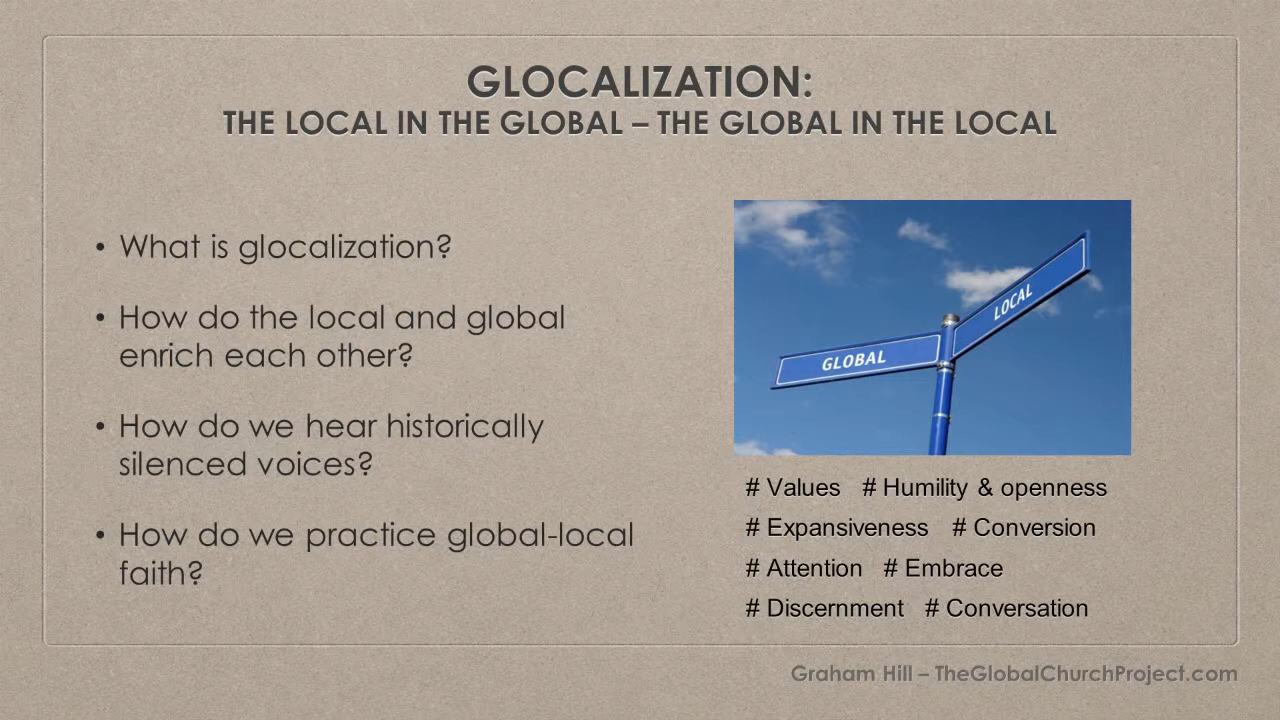 GLOCALIZATION:
THE LOCAL IN THE GLOBAL – THE GLOBAL IN THE LOCAL
• What is glocalization?
• How do the local and global
enrich each other?
• How do we hear historically
silenced voices?
• How do we practice global-local
faith?
GLOBAL
LOCAL
# Values # Humility & openness
# Expansiveness # Conversion
# Attention # Embrace
# Discernment # Conversation
Graham Hill – TheGlobalChurchProject.com